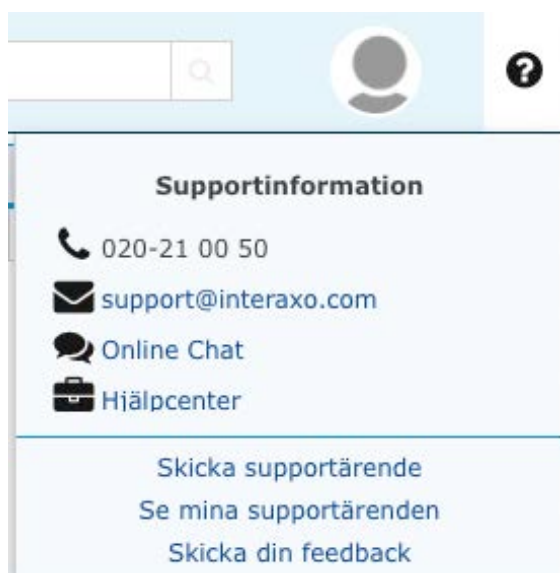 Supportinformation
020-21 00 50
support@interaxo.com
Online Chat
Hjälpcenter
Skicka supportärende
Se mina supportärenden
Skicka din feedback